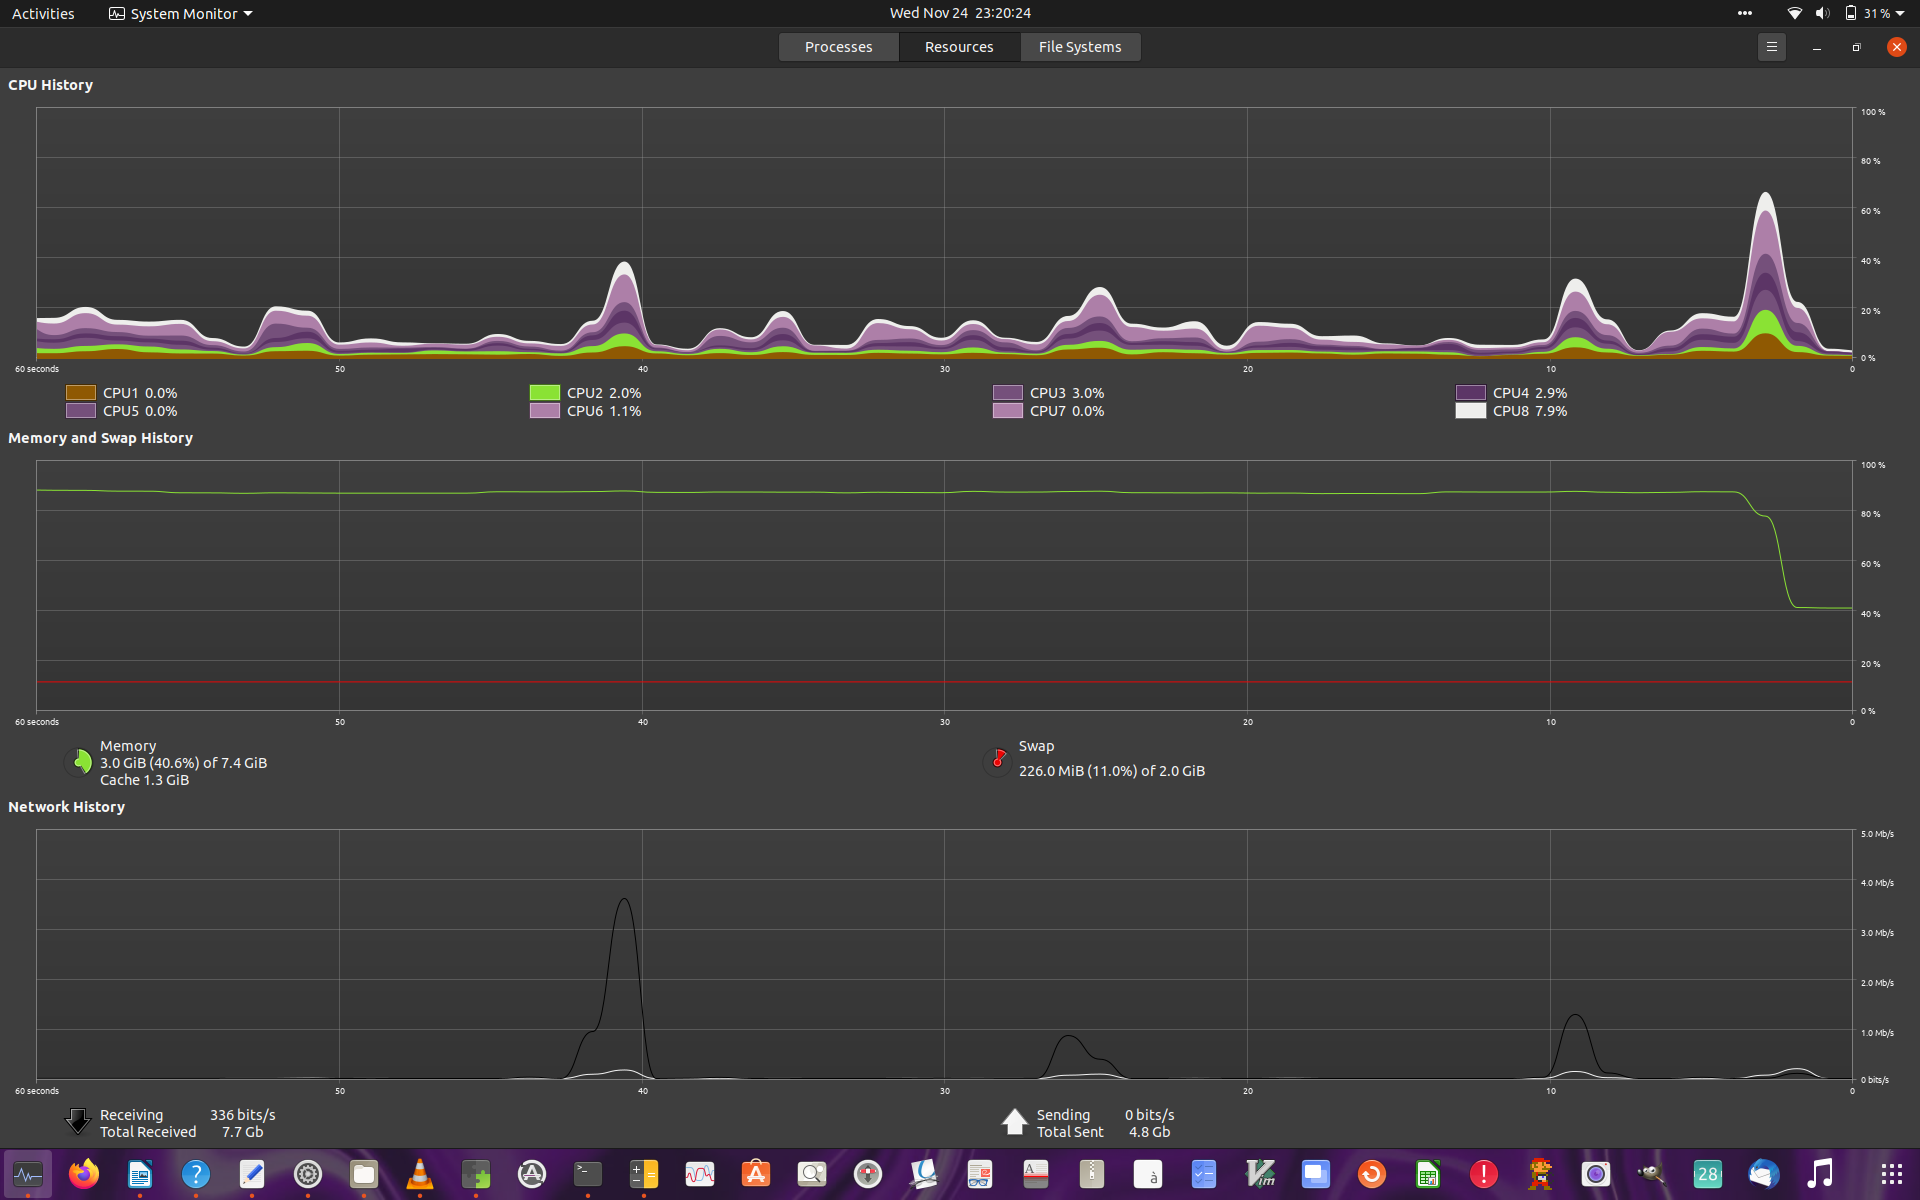 Activities System Monitor Wed Nov 24 23:20:24 31 %
Processes Resources File Systems
CPU History
100 %
80 %
60 %
40 %
20 %
0 %
60 seconds 50 40 30 20 10 0
CPU1 0.0% CPU2 2.0% CPU3 3.0% CPU4 2.9%
CPU5 0.0% CPU6 1.1% CPU7 0.0% CPU8 7.9%
Memory and Swap History
100 %
80 %
60 %
40 %
20 %
0 %
60 seconds 50 40 30 20 10 0
Memory Swap
3.0 GiB (40.6%) of 7.4 GiB 226.0 MiB (11.0%) of 2.0 GiB
Cache 1.3 GiB
Network History
5.0 Mb/s
4.0 Mb/s
3.0 Mb/s
2.0 Mb/s
1.0 Mb/s
0 bits/s
60 seconds 50 40 30 20 10 0
Receiving 336 bits/s Sending 0 bits/s
Total Received 7.7 Gb Total Sent 4.8 Gb
? >_ A à Vim ! 28